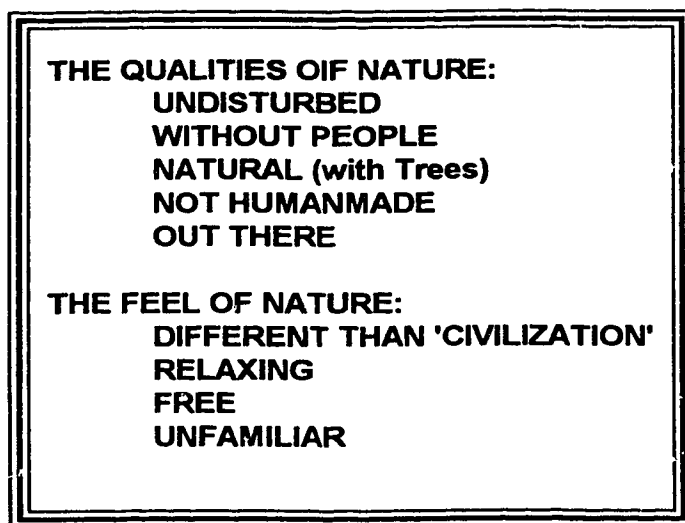 THE QUALITIES OIF NATURE:
UNDISTURBED
WITHOUT PEOPLE
NATURAL (with Trees)
NOT HUMANMADE
OUT THERE
THE FEEL OF NATURE:
DIFFERENT THAN 'CIVILIZATION'
RELAXING
FREE
UNFAMILIAR